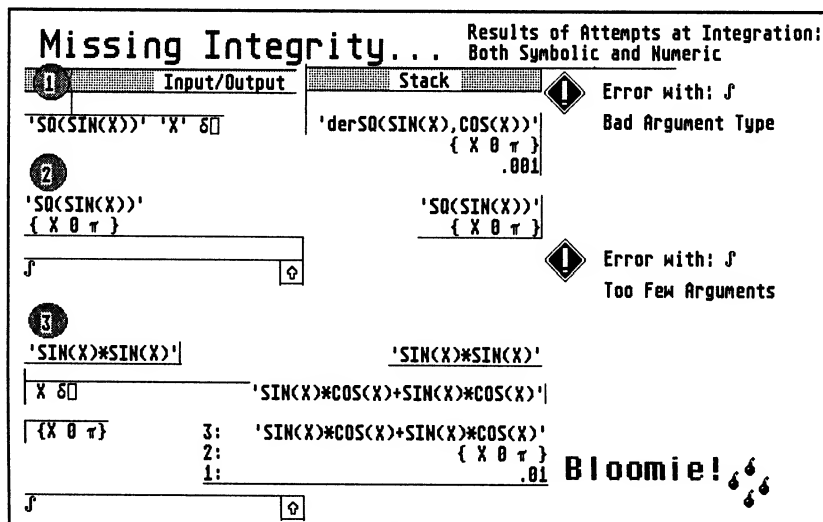 Missing Integrity...
Results of Attempts at Integration:
Both Symbolic and Numeric
1
Input/Output
Stack
'SQ(SIN(X))' 'X' δ▯
'derSQ(SIN(X),COS(X))'
{ X 0 π }
.001
Error with: ∫
Bad Argument Type
2
'SQ(SIN(X))'
{ X 0 π }
'SQ(SIN(X))'
{ X 0 π }
∫
Error with: ∫
Too Few Arguments
3
'SIN(X)*SIN(X)'
'SIN(X)*SIN(X)'
X δ▯
'SIN(X)*COS(X)+SIN(X)*COS(X)'
{X 0 π}
3: 'SIN(X)*COS(X)+SIN(X)*COS(X)'
2: { X 0 π }
1: .01
∫
Bloomie!